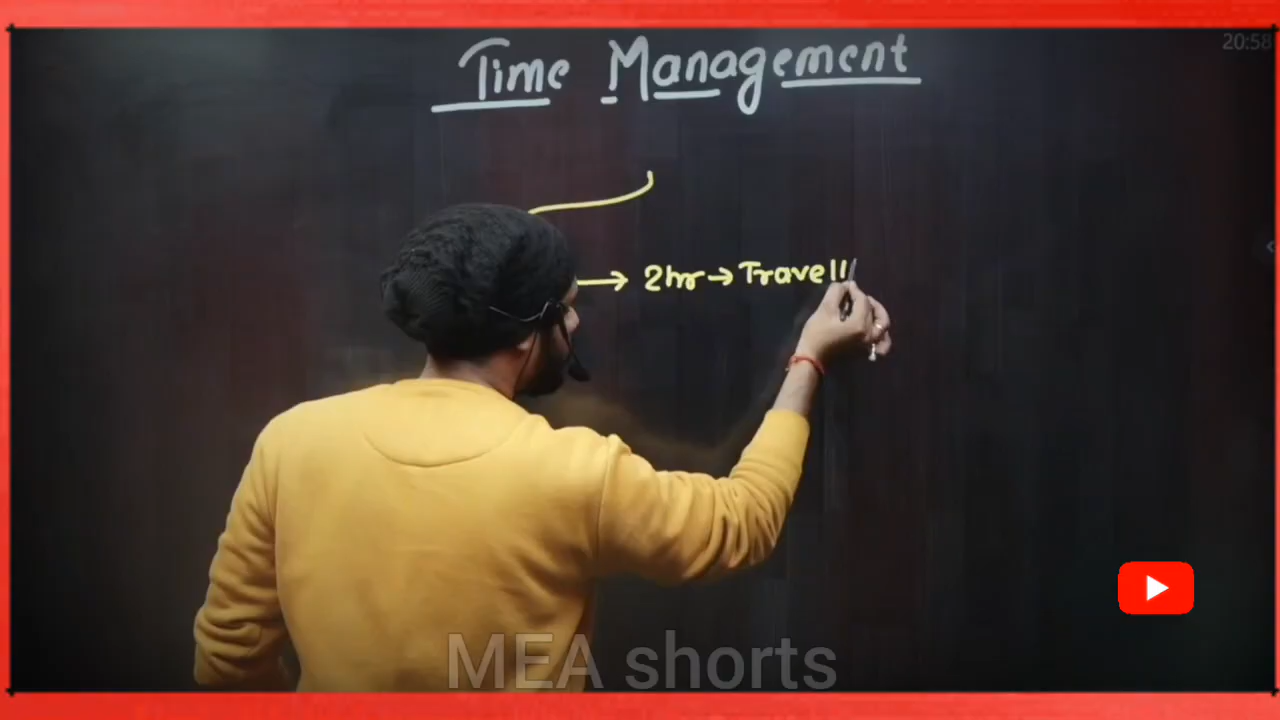 Time Management
20:58
→ 2hr → Travell
MEA shorts